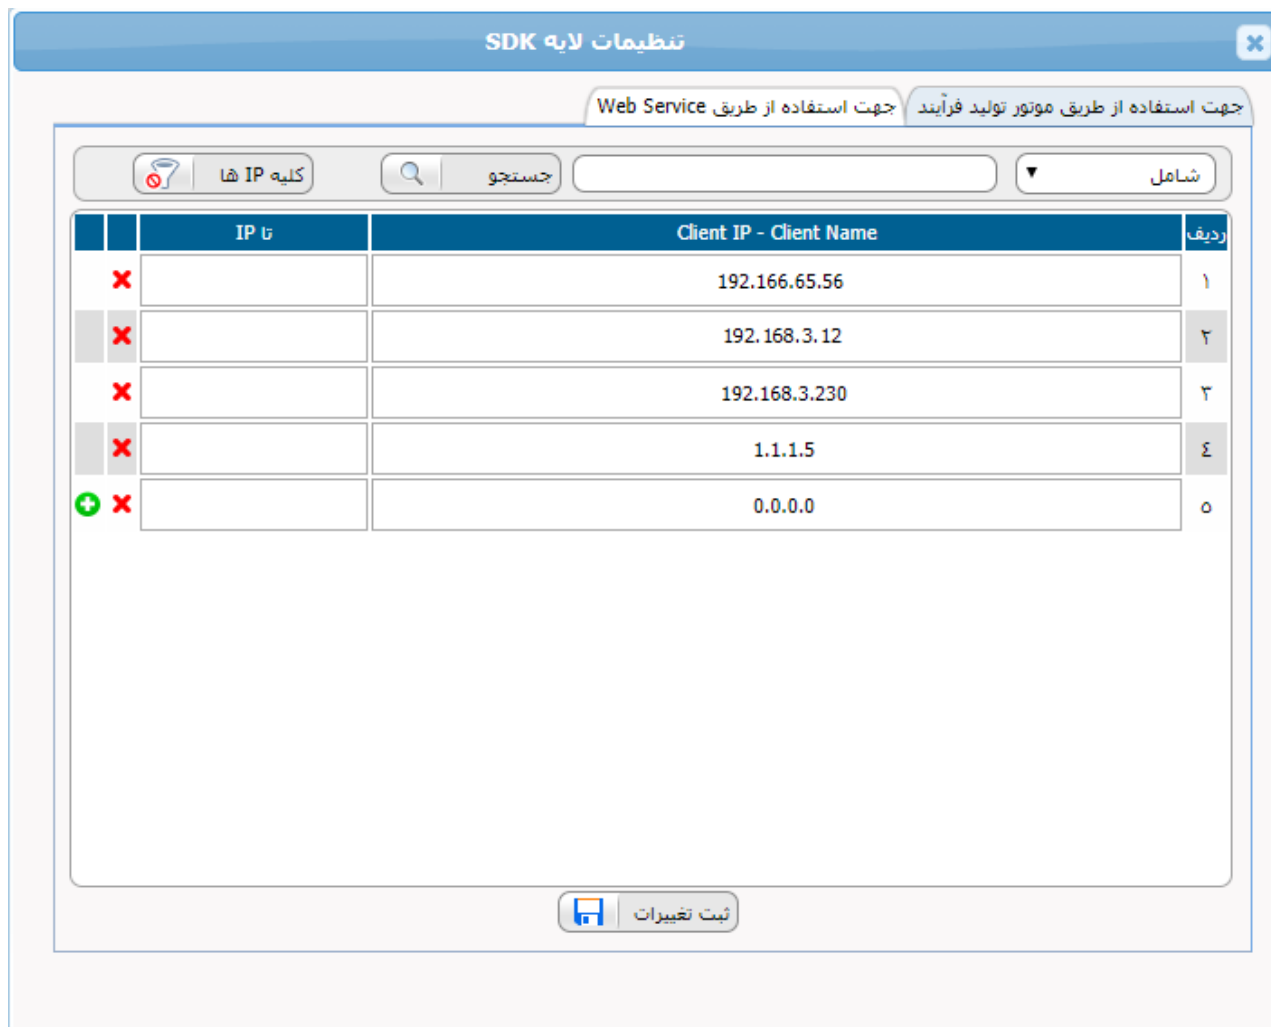 تنظیمات لایه SDK
جهت استفاده از طریق موتور تولید فرآیند جهت استفاده از طریق Web Service
شامل جستجو کلیه IP ها
ردیف Client IP - Client Name تا IP
۱ 192.166.65.56
۲ 192.168.3.12
۳ 192.168.3.230
٤ 1.1.1.5
۵ 0.0.0.0
ثبت تغییرات